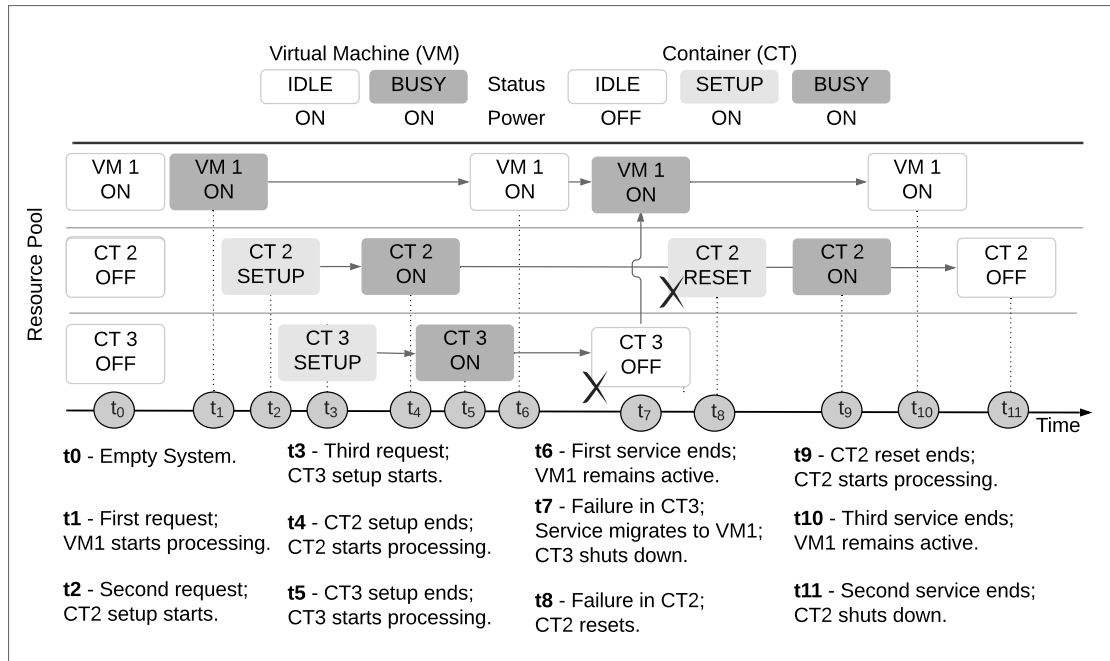 Virtual Machine (VM)
Container (CT)
IDLE BUSY Status IDLE SETUP BUSY
ON ON Power OFF ON ON
Resource Pool
VM 1
ON
VM 1
ON
VM 1
ON
VM 1
ON
VM 1
ON
CT 2
OFF
CT 2
SETUP
CT 2
ON
CT 2
RESET
CT 2
ON
CT 2
OFF
CT 3
OFF
CT 3
SETUP
CT 3
ON
CT 3
OFF
X
X
t0 t1 t2 t3 t4 t5 t6 t7 t8 t9 t10 t11
Time
t0 - Empty System.
t1 - First request;
VM1 starts processing.
t2 - Second request;
CT2 setup starts.
t3 - Third request;
CT3 setup starts.
t4 - CT2 setup ends;
CT2 starts processing.
t5 - CT3 setup ends;
CT3 starts processing.
t6 - First service ends;
VM1 remains active.
t7 - Failure in CT3;
Service migrates to VM1;
CT3 shuts down.
t8 - Failure in CT2;
CT2 resets.
t9 - CT2 reset ends;
CT2 starts processing.
t10 - Third service ends;
VM1 remains active.
t11 - Second service ends;
CT2 shuts down.